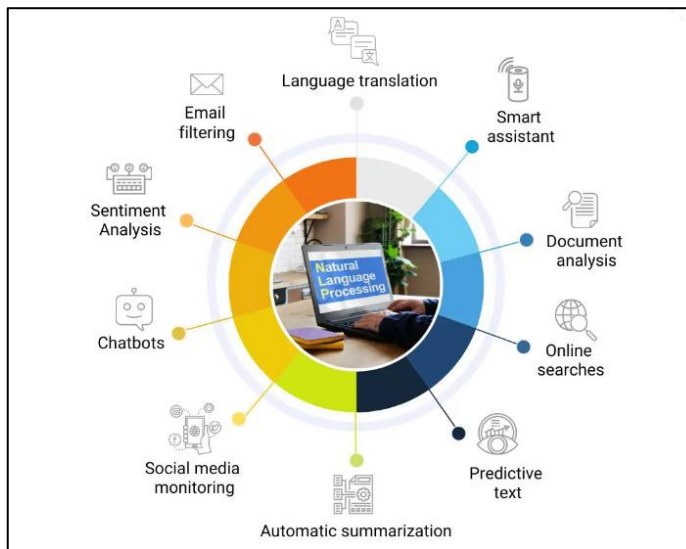 Language translation
Smart
assistant
Document
analysis
Online
searches
Predictive
text
Automatic summarization
Social media
monitoring
Chatbots
Sentiment
Analysis
Email
filtering
Natural
Language
Processing
A
文